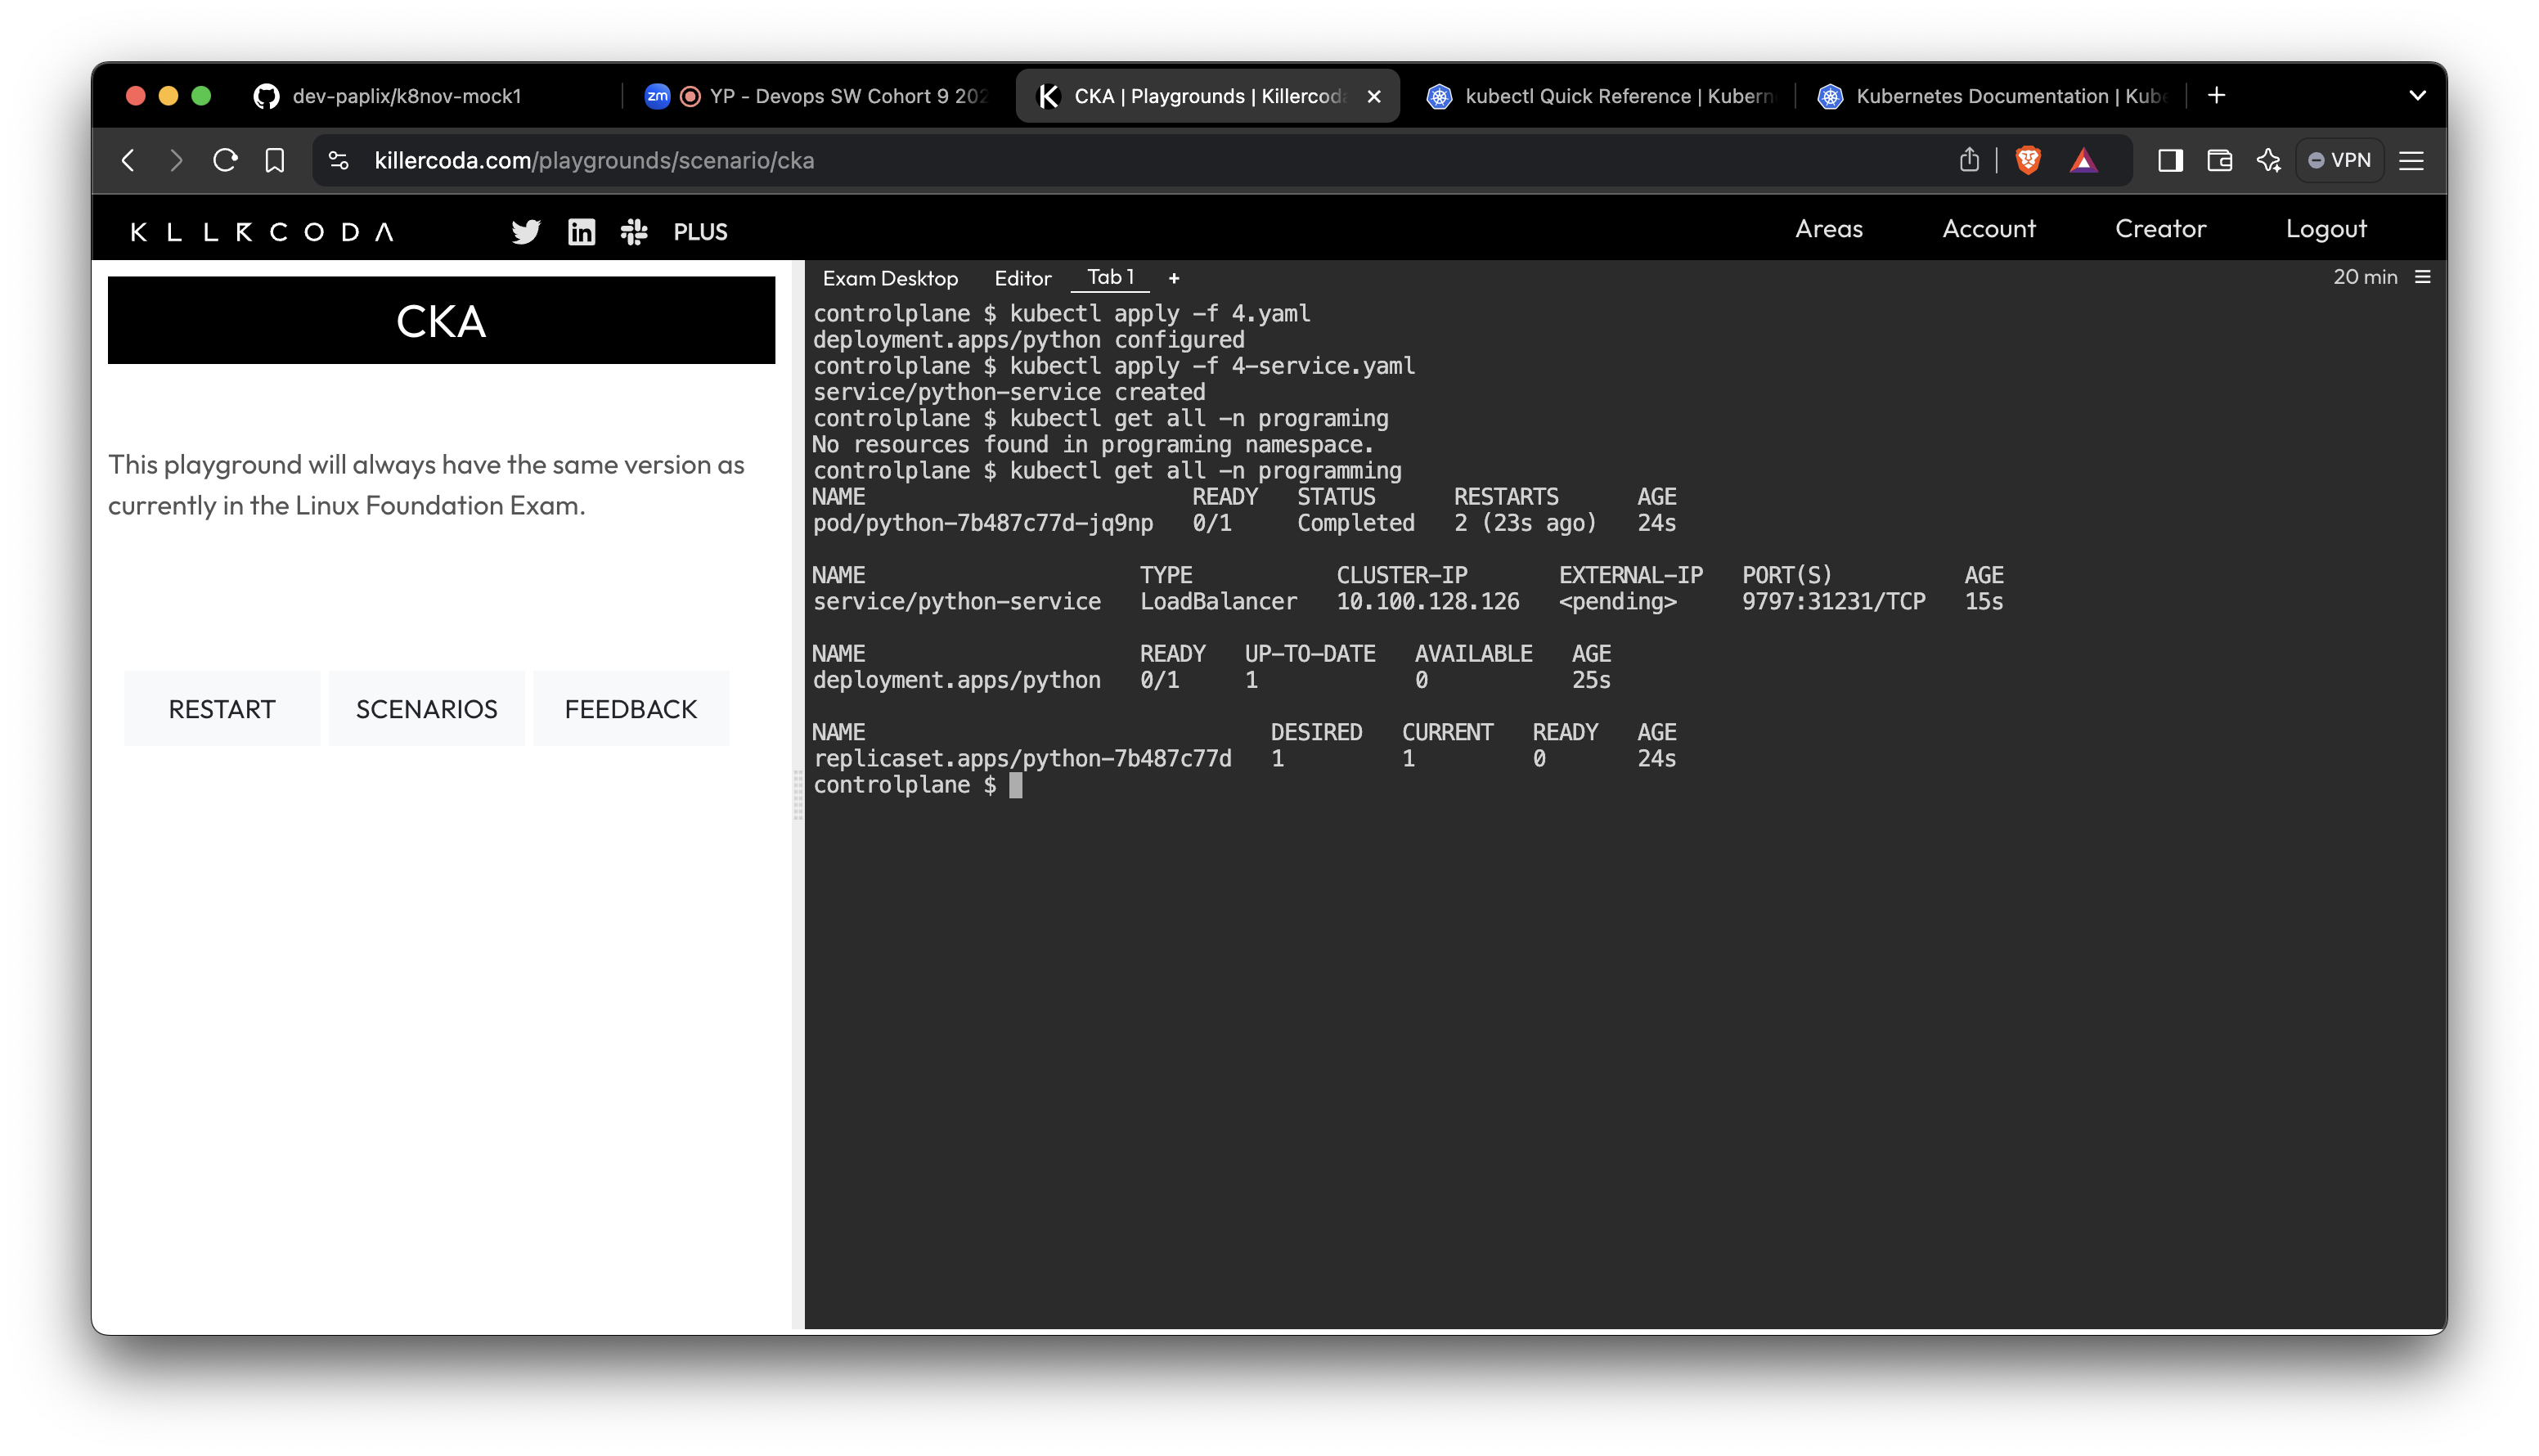 dev-paplix/k8nov-mock1
zm YP - Devops SW Cohort 9 202
CKA | Playgrounds | Killercoda
kubectl Quick Reference | Kubern
Kubernetes Documentation | Kube
killercoda.com/playgrounds/scenario/cka
VPN
KLLRCODA
PLUS
Areas Account Creator Logout
CKA
This playground will always have the same version as
currently in the Linux Foundation Exam.
RESTART SCENARIOS FEEDBACK
Exam Desktop Editor Tab 1 +
20 min
controlplane $ kubectl apply -f 4.yaml
deployment.apps/python configured
controlplane $ kubectl apply -f 4-service.yaml
service/python-service created
controlplane $ kubectl get all -n programing
No resources found in programing namespace.
controlplane $ kubectl get all -n programming
NAME READY STATUS RESTARTS AGE
pod/python-7b487c77d-jq9np 0/1 Completed 2 (23s ago) 24s
NAME TYPE CLUSTER-IP EXTERNAL-IP PORT(S) AGE
service/python-service LoadBalancer 10.100.128.126 <pending> 9797:31231/TCP 15s
NAME READY UP-TO-DATE AVAILABLE AGE
deployment.apps/python 0/1 1 0 25s
NAME DESIRED CURRENT READY AGE
replicaset.apps/python-7b487c77d 1 1 0 24s
controlplane $